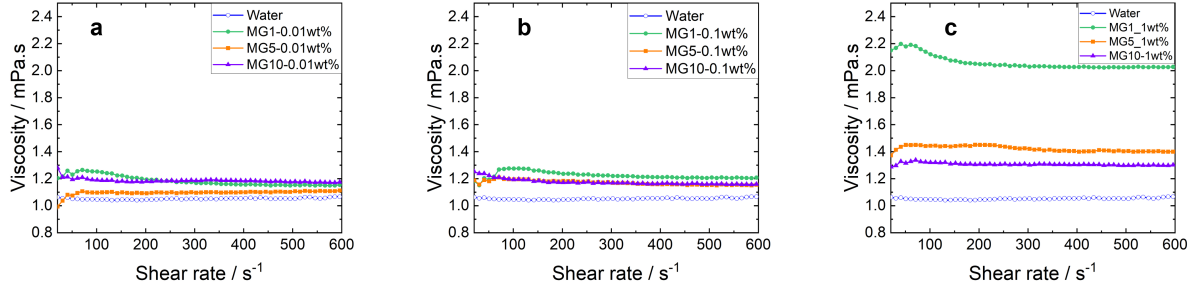 a
Water
MG1-0.01wt%
MG5-0.01wt%
MG10-0.01wt%
2.4
2.2
2.0
1.8
1.6
1.4
1.2
1.0
0.8
100 200 300 400 500 600
Viscosity / mPa.s
Shear rate / s-1
b
Water
MG1-0.1wt%
MG5-0.1wt%
MG10-0.1wt%
2.4
2.2
2.0
1.8
1.6
1.4
1.2
1.0
0.8
100 200 300 400 500 600
Viscosity / mPa.s
Shear rate / s-1
c
Water
MG1_1wt%
MG5_1wt%
MG10-1wt%
2.4
2.2
2.0
1.8
1.6
1.4
1.2
1.0
0.8
100 200 300 400 500 600
Viscosity / mPa.s
Shear rate / s-1